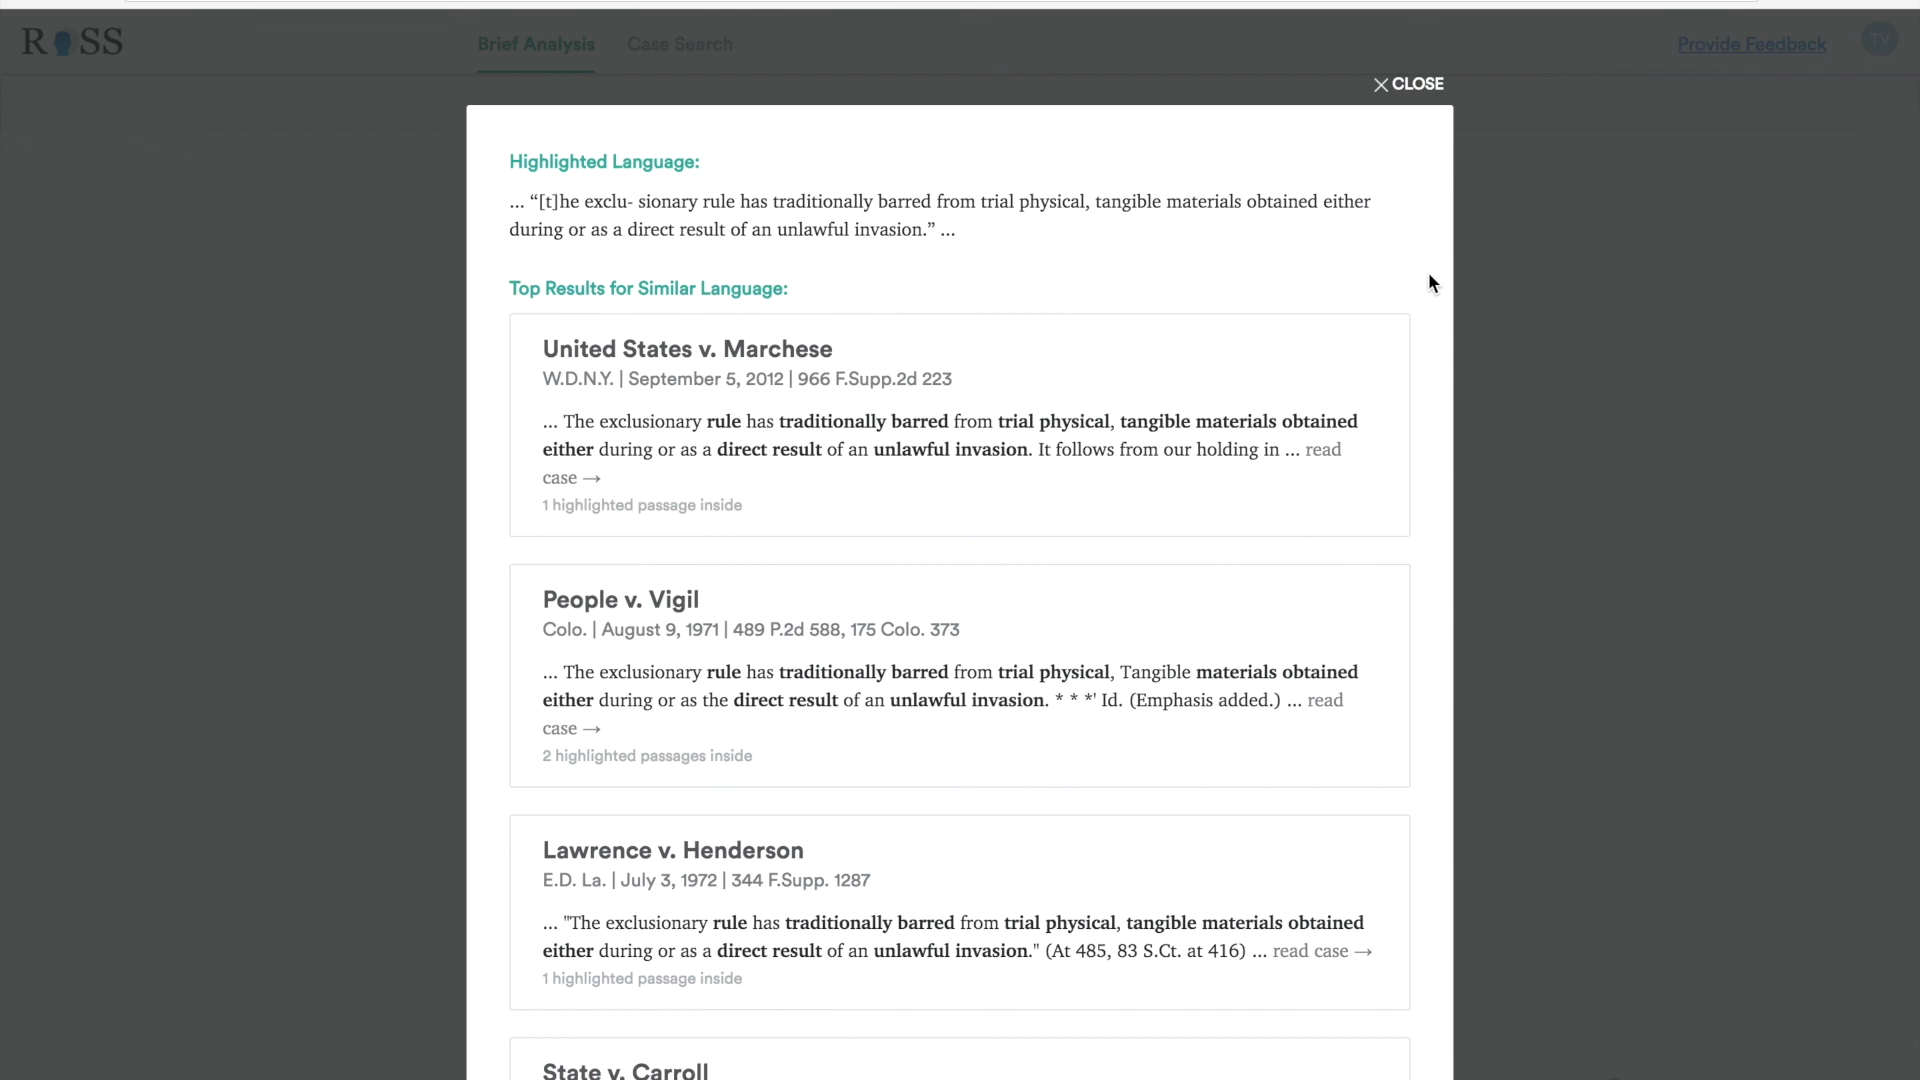 ROSS
Brief Analysis
Case Search
Provide Feedback
TY
CLOSE
Highlighted Language:
... “[t]he exclu- sionary rule has traditionally barred from trial physical, tangible materials obtained either
during or as a direct result of an unlawful invasion.” ...
Top Results for Similar Language:
United States v. Marchese
W.D.N.Y. | September 5, 2012 | 966 F.Supp.2d 223
... The exclusionary rule has traditionally barred from trial physical, tangible materials obtained
either during or as a direct result of an unlawful invasion. It follows from our holding in ... read
case →
1 highlighted passage inside
People v. Vigil
Colo. | August 9, 1971 | 489 P.2d 588, 175 Colo. 373
... The exclusionary rule has traditionally barred from trial physical, Tangible materials obtained
either during or as the direct result of an unlawful invasion. * * *' Id. (Emphasis added.) ... read
case →
2 highlighted passages inside
Lawrence v. Henderson
E.D. La. | July 3, 1972 | 344 F.Supp. 1287
... "The exclusionary rule has traditionally barred from trial physical, tangible materials obtained
either during or as a direct result of an unlawful invasion." (At 485, 83 S.Ct. at 416) ... read case →
1 highlighted passage inside
State v. Carroll